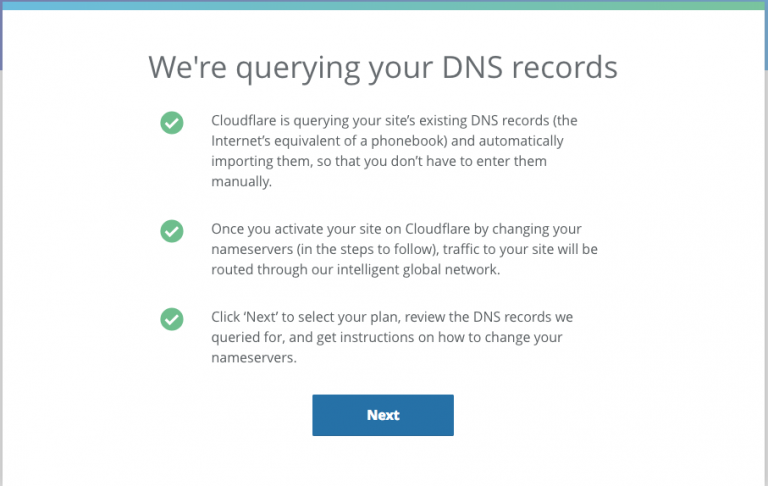 We're querying your DNS records
Cloudflare is querying your site’s existing DNS records (the
Internet’s equivalent of a phonebook) and automatically
importing them, so that you don’t have to enter them
manually.
Once you activate your site on Cloudflare by changing your
nameservers (in the steps to follow), traffic to your site will be
routed through our intelligent global network.
Click ‘Next’ to select your plan, review the DNS records we
queried for, and get instructions on how to change your
nameservers.
Next